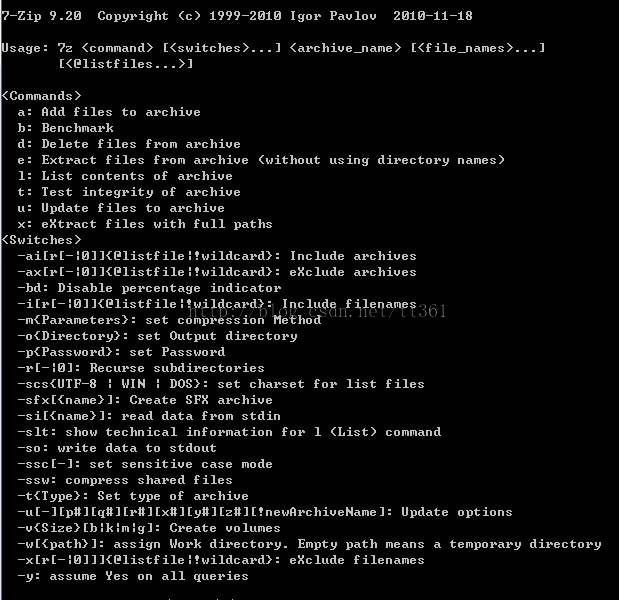 7-Zip 9.20  Copyright (c) 1999-2010 Igor Pavlov  2010-11-18
Usage: 7z <command> [<switches>...] <archive_name> [<file_names>...]
[<@listfiles...>]
<Commands>
a: Add files to archive
b: Benchmark
d: Delete files from archive
e: Extract files from archive (without using directory names)
l: List contents of archive
t: Test integrity of archive
u: Update files to archive
x: eXtract files with full paths
<Switches>
-ai[r[-|0]]{@listfile|!wildcard}: Include archives
-ax[r[-|0]]{@listfile|!wildcard}: eXclude archives
-bd: Disable percentage indicator
-i[r[-|0]]{@listfile|!wildcard}: Include filenames
http://blog.csdn.net/tt361
-m{Parameters}: set compression Method
-o{Directory}: set Output directory
-p{Password}: set Password
-r[-|0]: Recurse subdirectories
-scs{UTF-8 | WIN | DOS}: set charset for list files
-sfx[{name}]: Create SFX archive
-si[{name}]: read data from stdin
-slt: show technical information for l (List) command
-so: write data to stdout
-ssc[-]: set sensitive case mode
-ssw: compress shared files
-t{Type}: Set type of archive
-u[-][p#][q#][r#][x#][y#][z#][!newArchiveName]: Update options
-v{Size}[b|k|m|g]: Create volumes
-w[{path}]: assign Work directory. Empty path means a temporary directory
-x[r[-|0]]]{@listfile|!wildcard}: eXclude filenames
-y: assume Yes on all queries